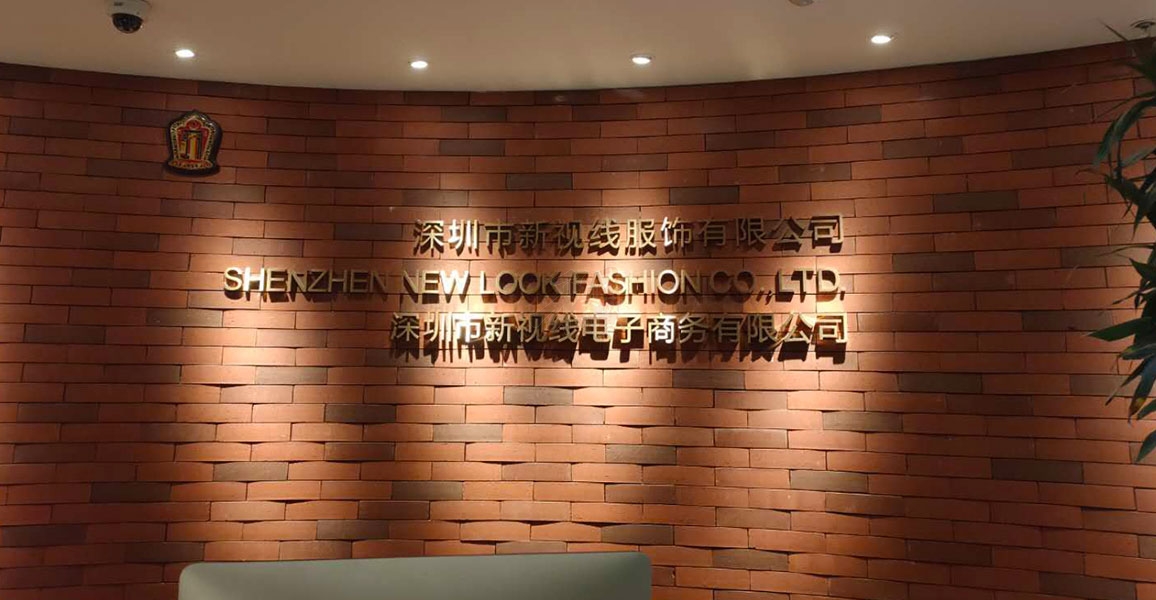 深圳市新视线服饰有限公司
SHENZHEN NEW LOOK FASHION CO., LTD.
深圳市新视线电子商务有限公司